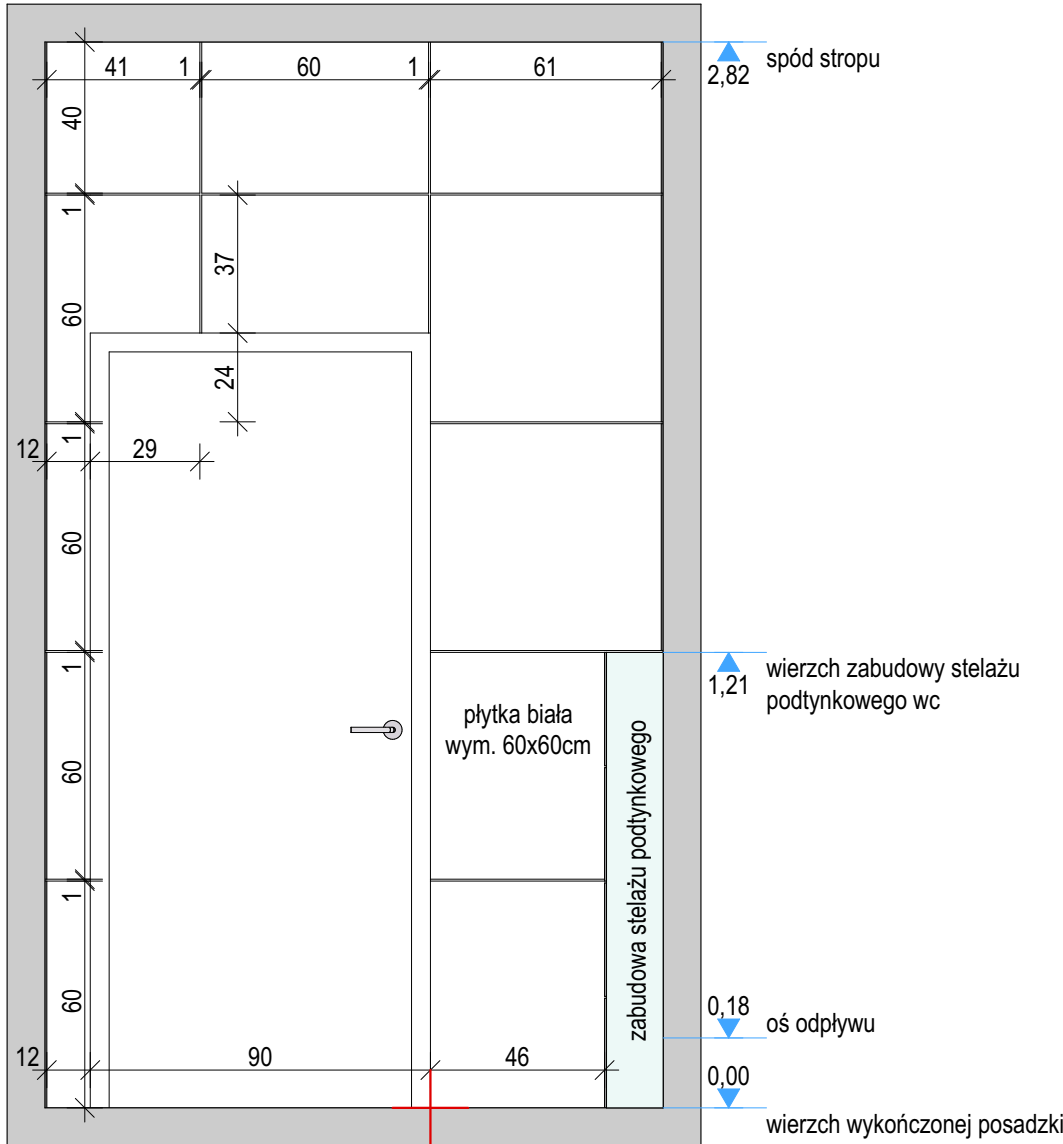 41 1 60 1 61
spód stropu
2,82
40
1
37
60
24
1
12 29
60
wierzch zabudowy stelażu
podtynkowego wc
1,21
1
płytka biała
wym. 60x60cm
60
zabudowa stelażu podtynkowego
1
60
0,18
oś odpływu
12 90 46
0,00
wierzch wykończonej posadzki